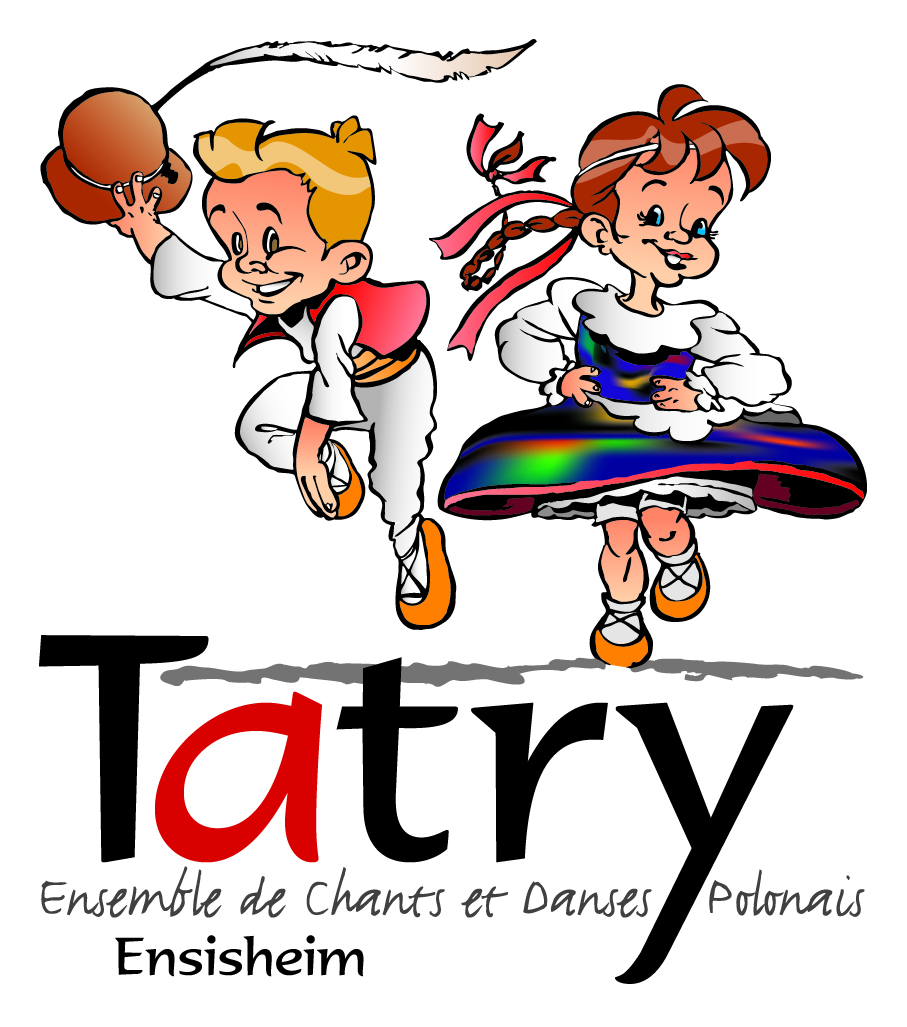 Tatry
Ensemble de Chants et Danses Polonais
Ensisheim